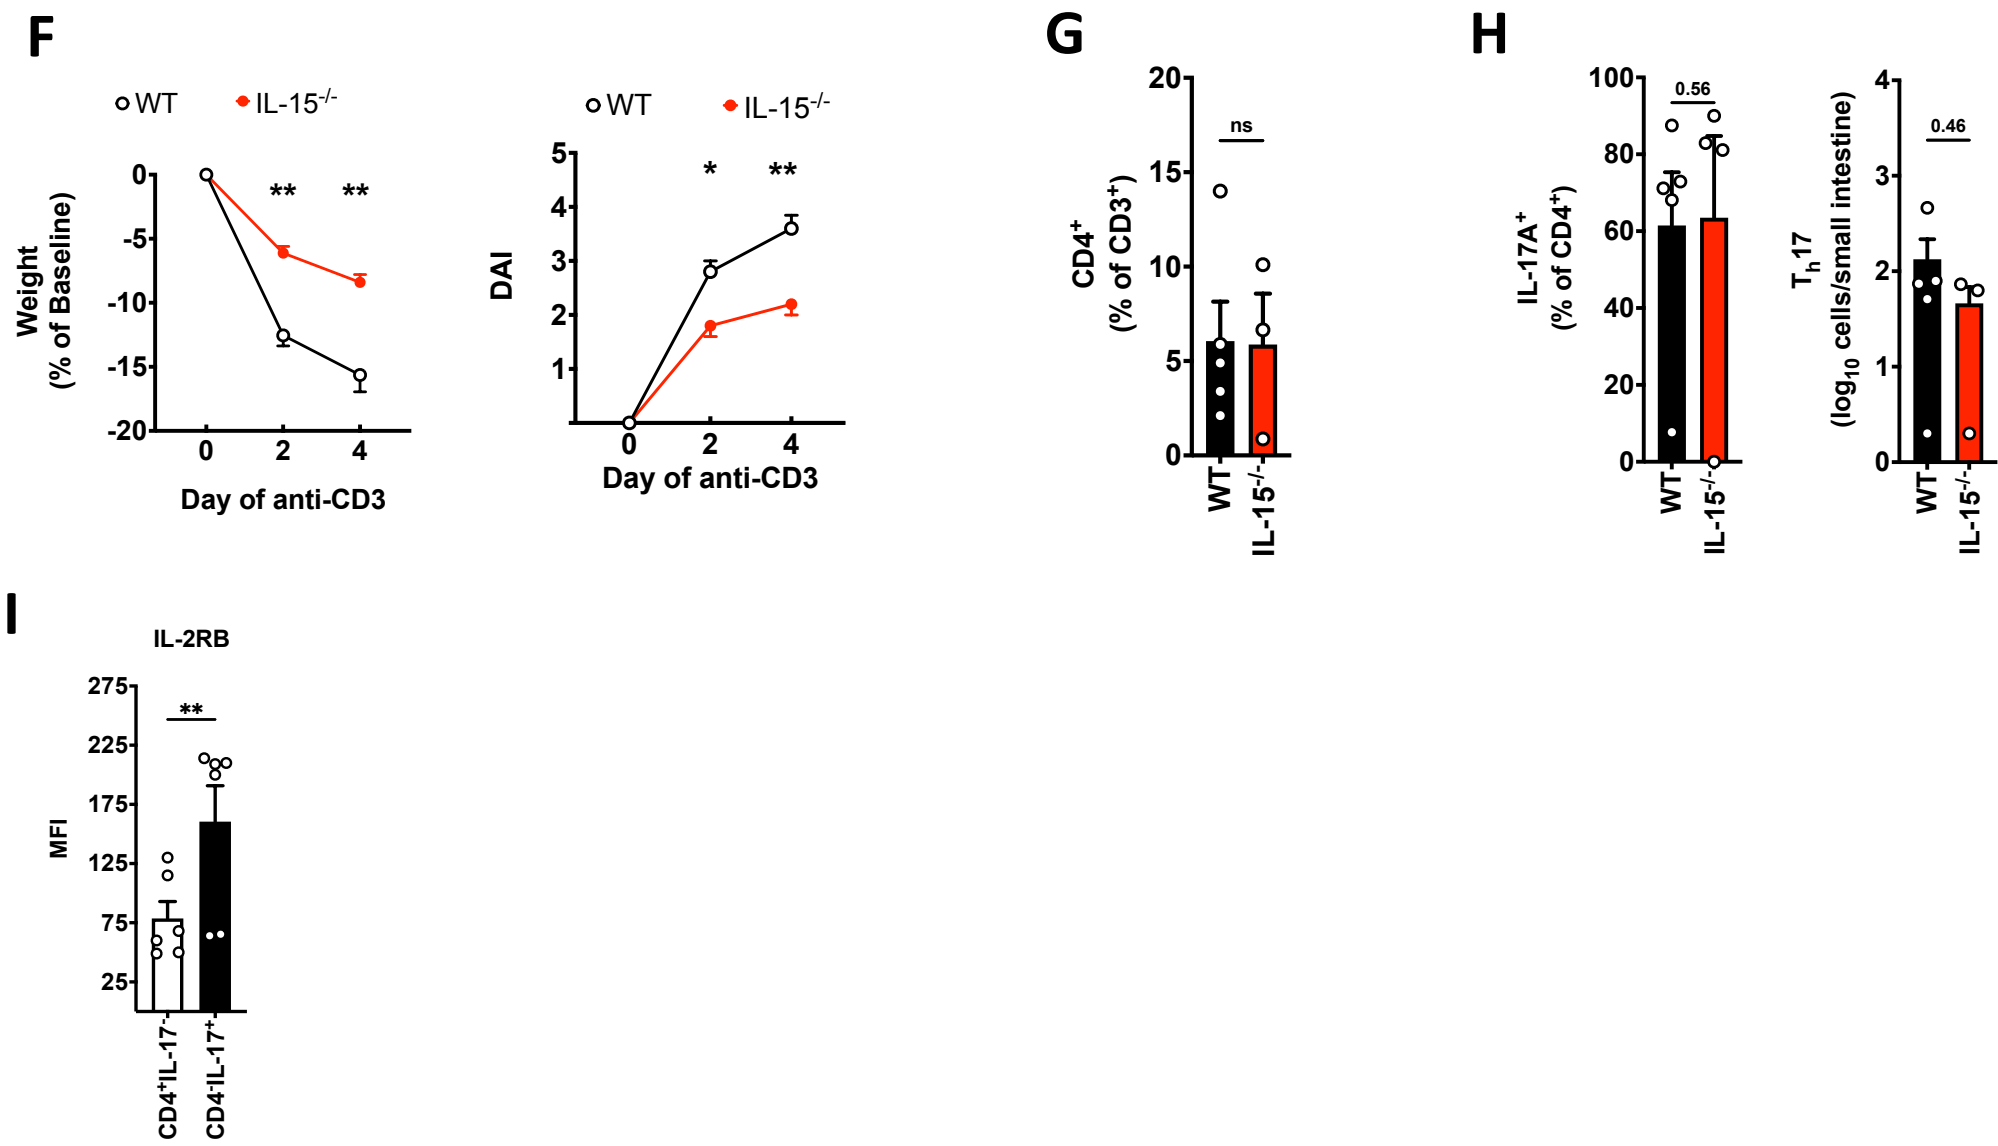 F
WT
IL-15-/-
Weight
(% of Baseline)
0
-5
-10
-15
-20
** **
0 2 4
Day of anti-CD3
WT
IL-15-/-
DAI
5
4
3
2
1
* **
0 2 4
Day of anti-CD3
G
CD4+
(% of CD3+)
20
15
10
5
0
ns
WT
IL-15-/-
H
IL-17A+
(% of CD4+)
100
80
60
40
20
0
0.56
WT
IL-15-/-
Th17
(log10 cells/small intestine)
4
3
2
1
0
0.46
WT
IL-15-/-
I
IL-2RB
MFI
275
225
175
125
75
25
**
CD4+IL-17-
CD4-IL-17+